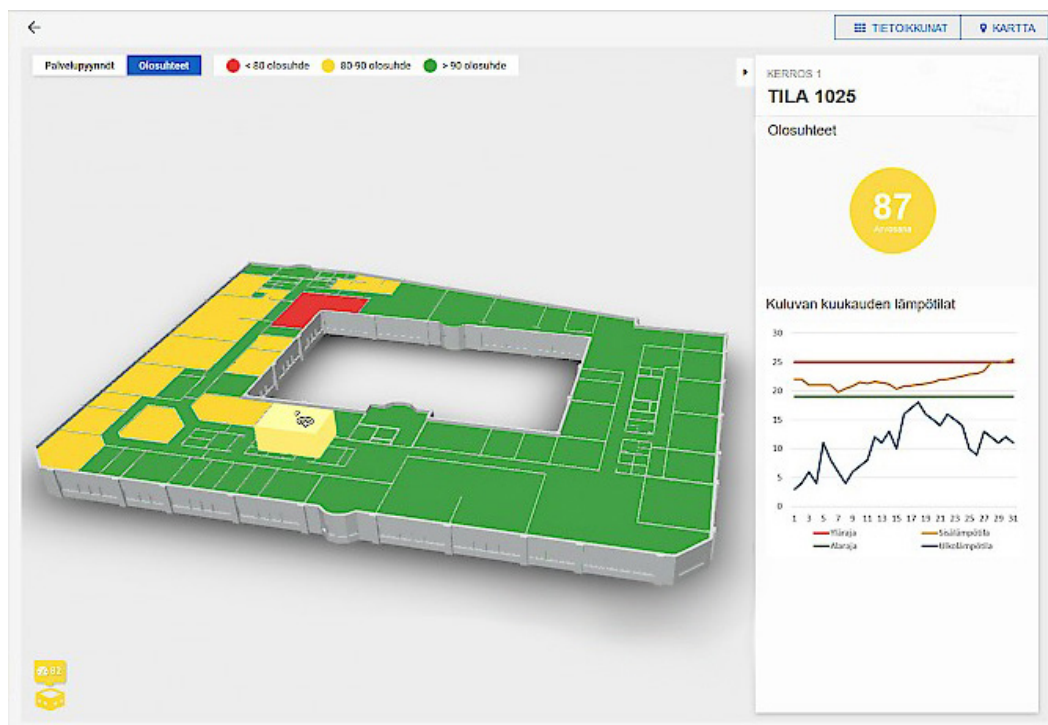 TIETOIKKUNAT
KARTTA
Palvelupyynnöt
Olosuhteet
< 80 olosuhde
80-90 olosuhde
> 90 olosuhde
KERROS 1
TILA 1025
Olosuhteet
87
Arvosana
Kuluvan kuukauden lämpötilat
30
25
20
15
10
5
0
1 3 5 7 9 11 13 15 17 19 21 23 25 27 29 31
Yläraja
Sisälämpötila
Alaraja
Ulkolämpötila